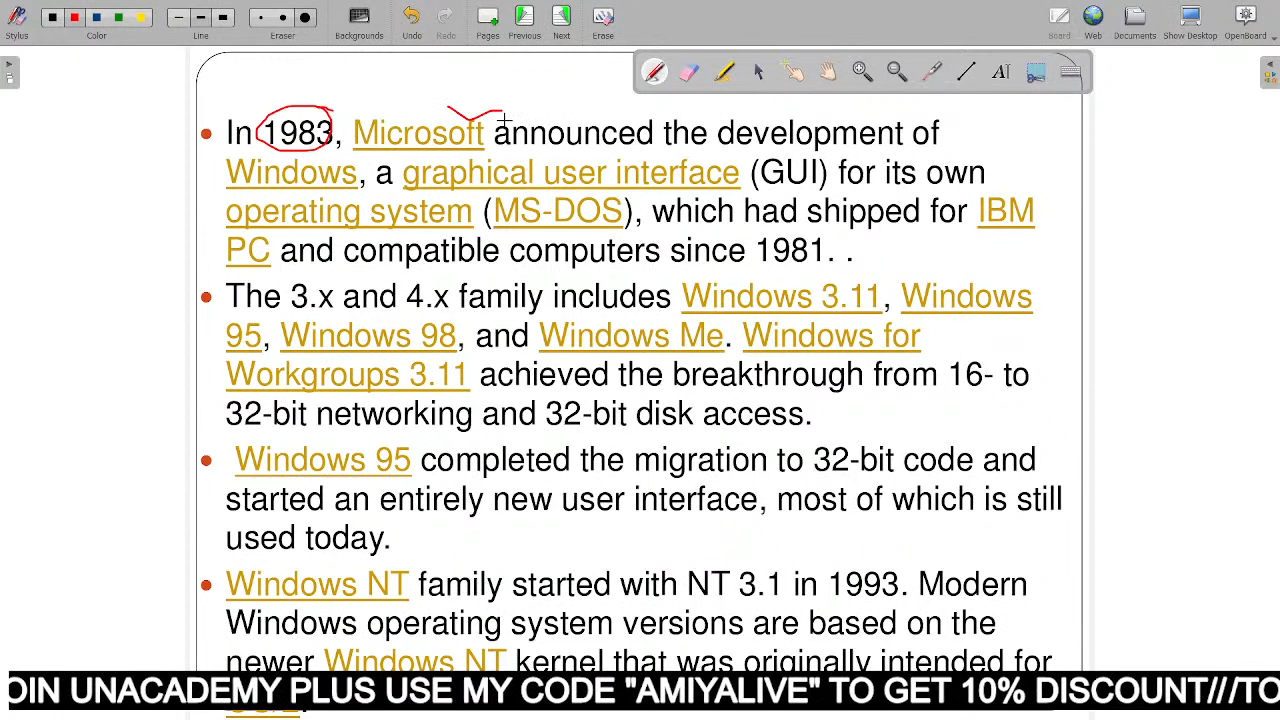 Stylus
Color
Line
Eraser
Backgrounds
Undo
Redo
Pages
Previous
Next
Erase
Board
Web
Documents
Show Desktop
OpenBoard
• In 1983, Microsoft announced the development of
Windows, a graphical user interface (GUI) for its own
operating system (MS-DOS), which had shipped for IBM
PC and compatible computers since 1981. .
• The 3.x and 4.x family includes Windows 3.11, Windows
95, Windows 98, and Windows Me. Windows for
Workgroups 3.11 achieved the breakthrough from 16- to
32-bit networking and 32-bit disk access.
• Windows 95 completed the migration to 32-bit code and
started an entirely new user interface, most of which is still
used today.
• Windows NT family started with NT 3.1 in 1993. Modern
Windows operating system versions are based on the
newer Windows NT kernel that was originally intended for
OIN UNACADEMY PLUS USE MY CODE "AMIYALIVE" TO GET 10% DISCOUNT///TO